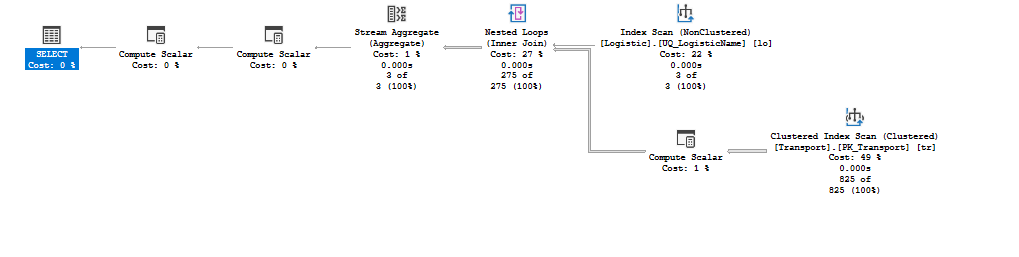 SELECT
Cost: 0 %
Compute Scalar
Cost: 0 %
Compute Scalar
Cost: 0 %
Stream Aggregate
(Aggregate)
Cost: 1 %
0.000s
3 of
3 (100%)
Nested Loops
(Inner Join)
Cost: 27 %
0.000s
275 of
275 (100%)
Index Scan (NonClustered)
[Logistic].[UQ_LogisticName] [lo]
Cost: 22 %
0.000s
3 of
3 (100%)
Compute Scalar
Cost: 1 %
Clustered Index Scan (Clustered)
[Transport].[PK_Transport] [tr]
Cost: 49 %
0.000s
825 of
825 (100%)